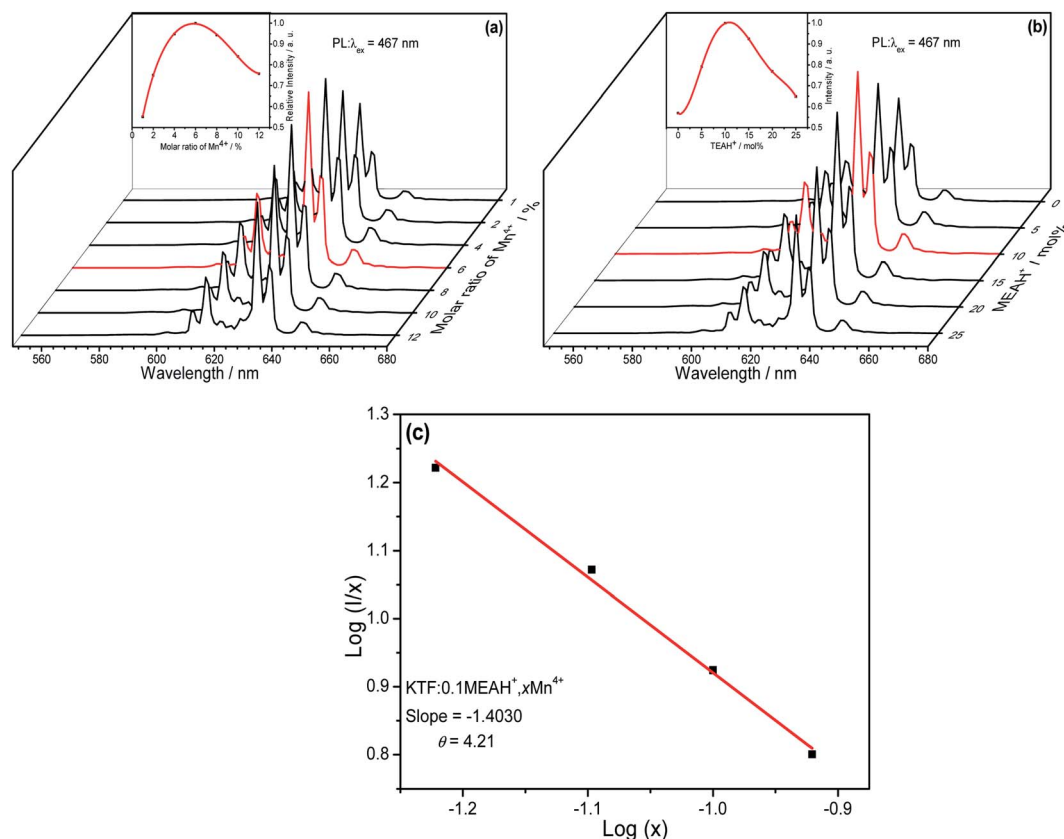 (a)
PL:λex = 467 nm
Relative Intensity / a. u.
1.0
0.9
0.8
0.7
0.6
0.5
0 2 4 6 8 10 12
Molar ratio of Mn4+ / %
1
2
4
6
8
10
12
Molar ratio of Mn4+ / %
560 580 600 620 640 660 680
Wavelength / nm
(b)
PL:λex = 467 nm
Intensity / a. u.
1.0
0.9
0.8
0.7
0.6
0.5
0 5 10 15 20 25
TEAH+ / mol%
0
5
10
15
20
25
MEAH+ / mol%
560 580 600 620 640 660 680
Wavelength / nm
(c)
1.3
1.2
1.1
1.0
0.9
0.8
Log (I/x)
KTF:0.1MEAH+,xMn4+
Slope = -1.4030
θ = 4.21
-1.2 -1.1 -1.0 -0.9
Log (x)